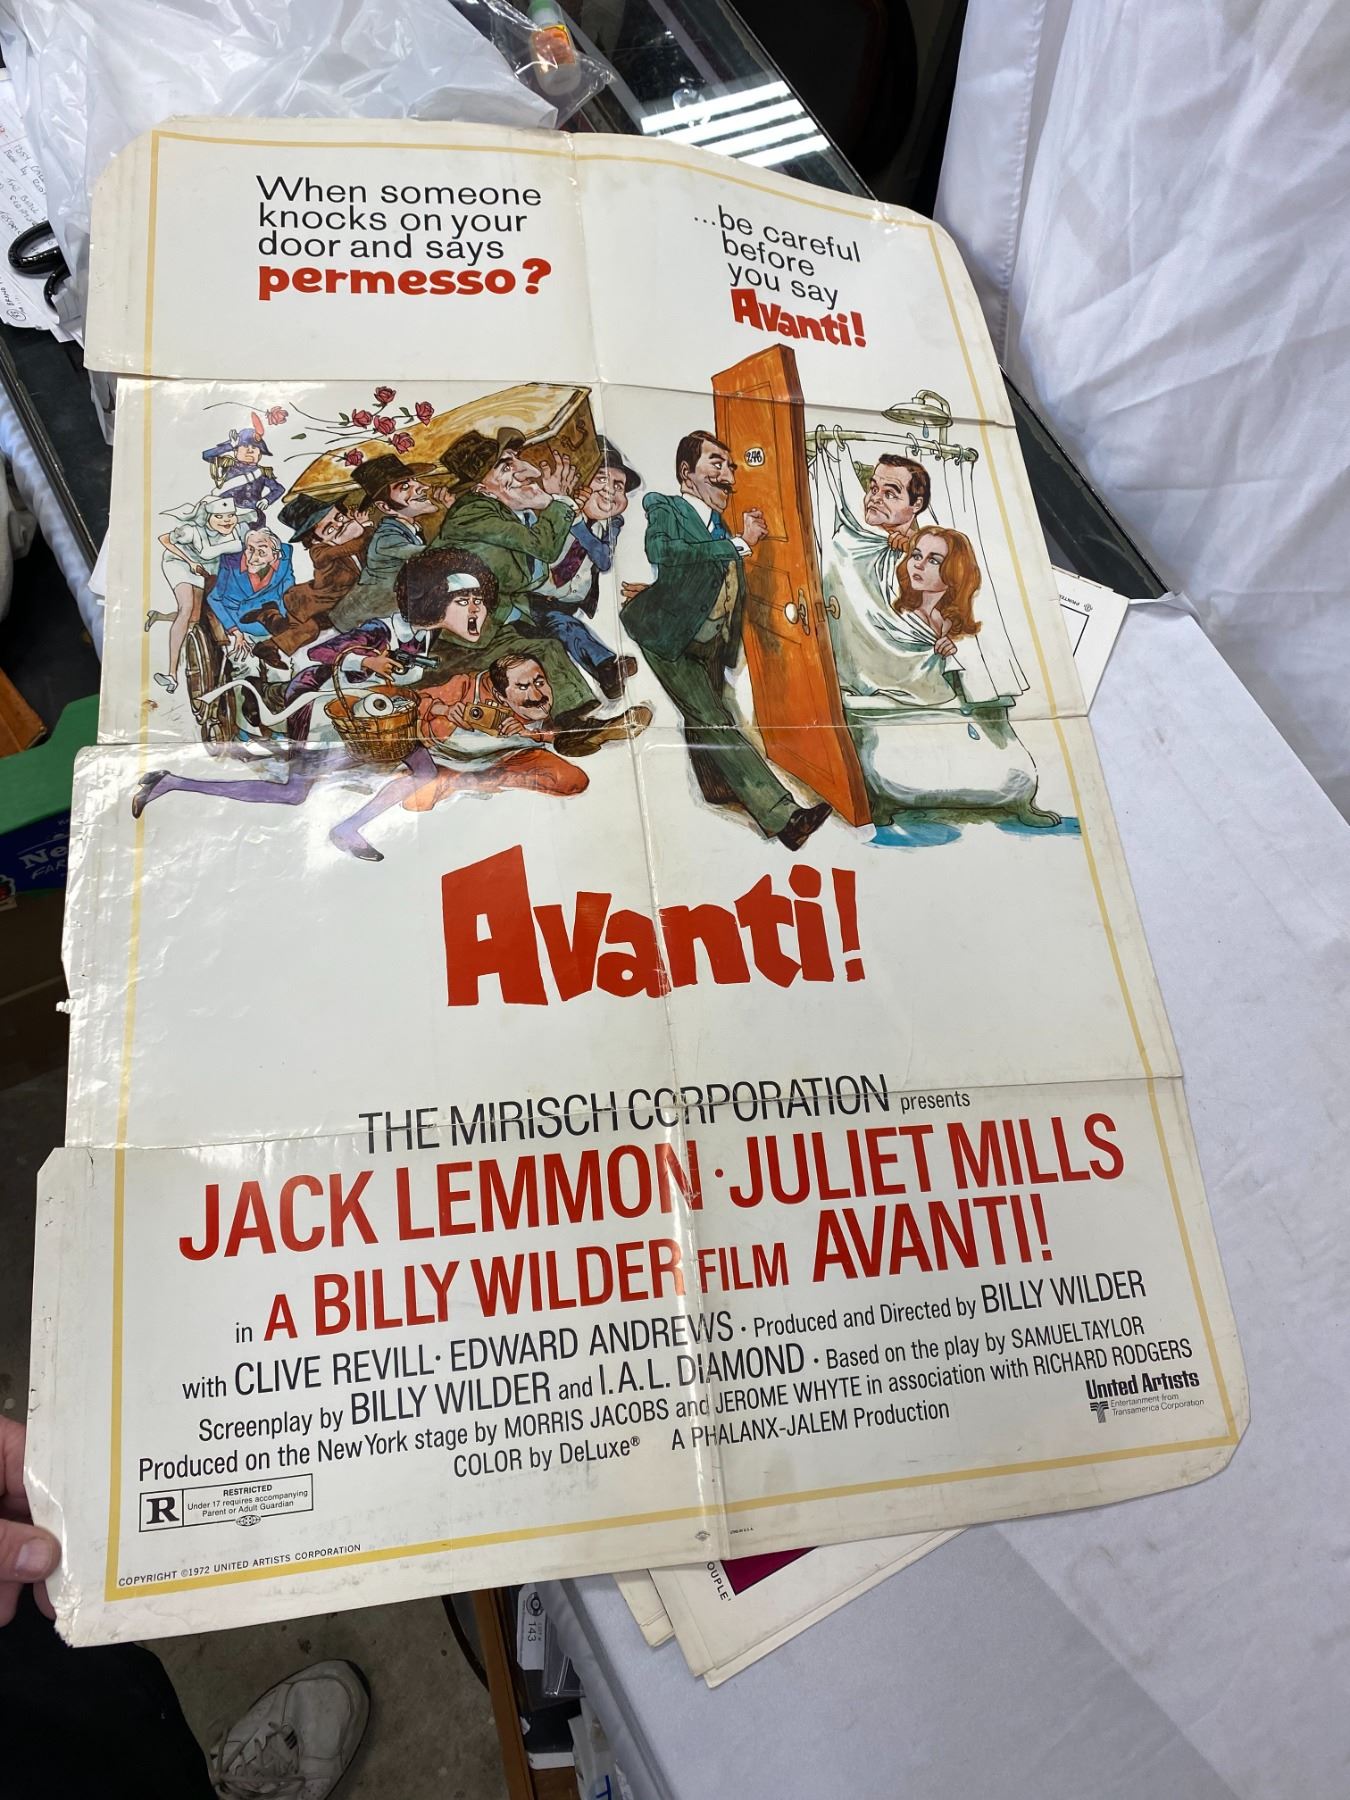 When someone
knocks on your
door and says
permesso?
...be careful
before
you say
Avanti!
248
Avanti!
THE MIRISCH CORPORATION presents
JACK LEMMON · JULIET MILLS
in A BILLY WILDER FILM AVANTI!
with CLIVE REVILL · EDWARD ANDREWS · Produced and Directed by BILLY WILDER
Screenplay by BILLY WILDER and I.A.L. DIAMOND · Based on the play by SAMUEL TAYLOR
Produced on the New York stage by MORRIS JACOBS and JEROME WHYTE in association with RICHARD RODGERS
COLOR by DeLuxe® A PHALANX-JALEM Production
United Artists
Entertainment from
Transamerica Corporation
R
RESTRICTED
Under 17 requires accompanying
Parent or Adult Guardian
COPYRIGHT ©1972 UNITED ARTISTS CORPORATION
OUPLE'
143